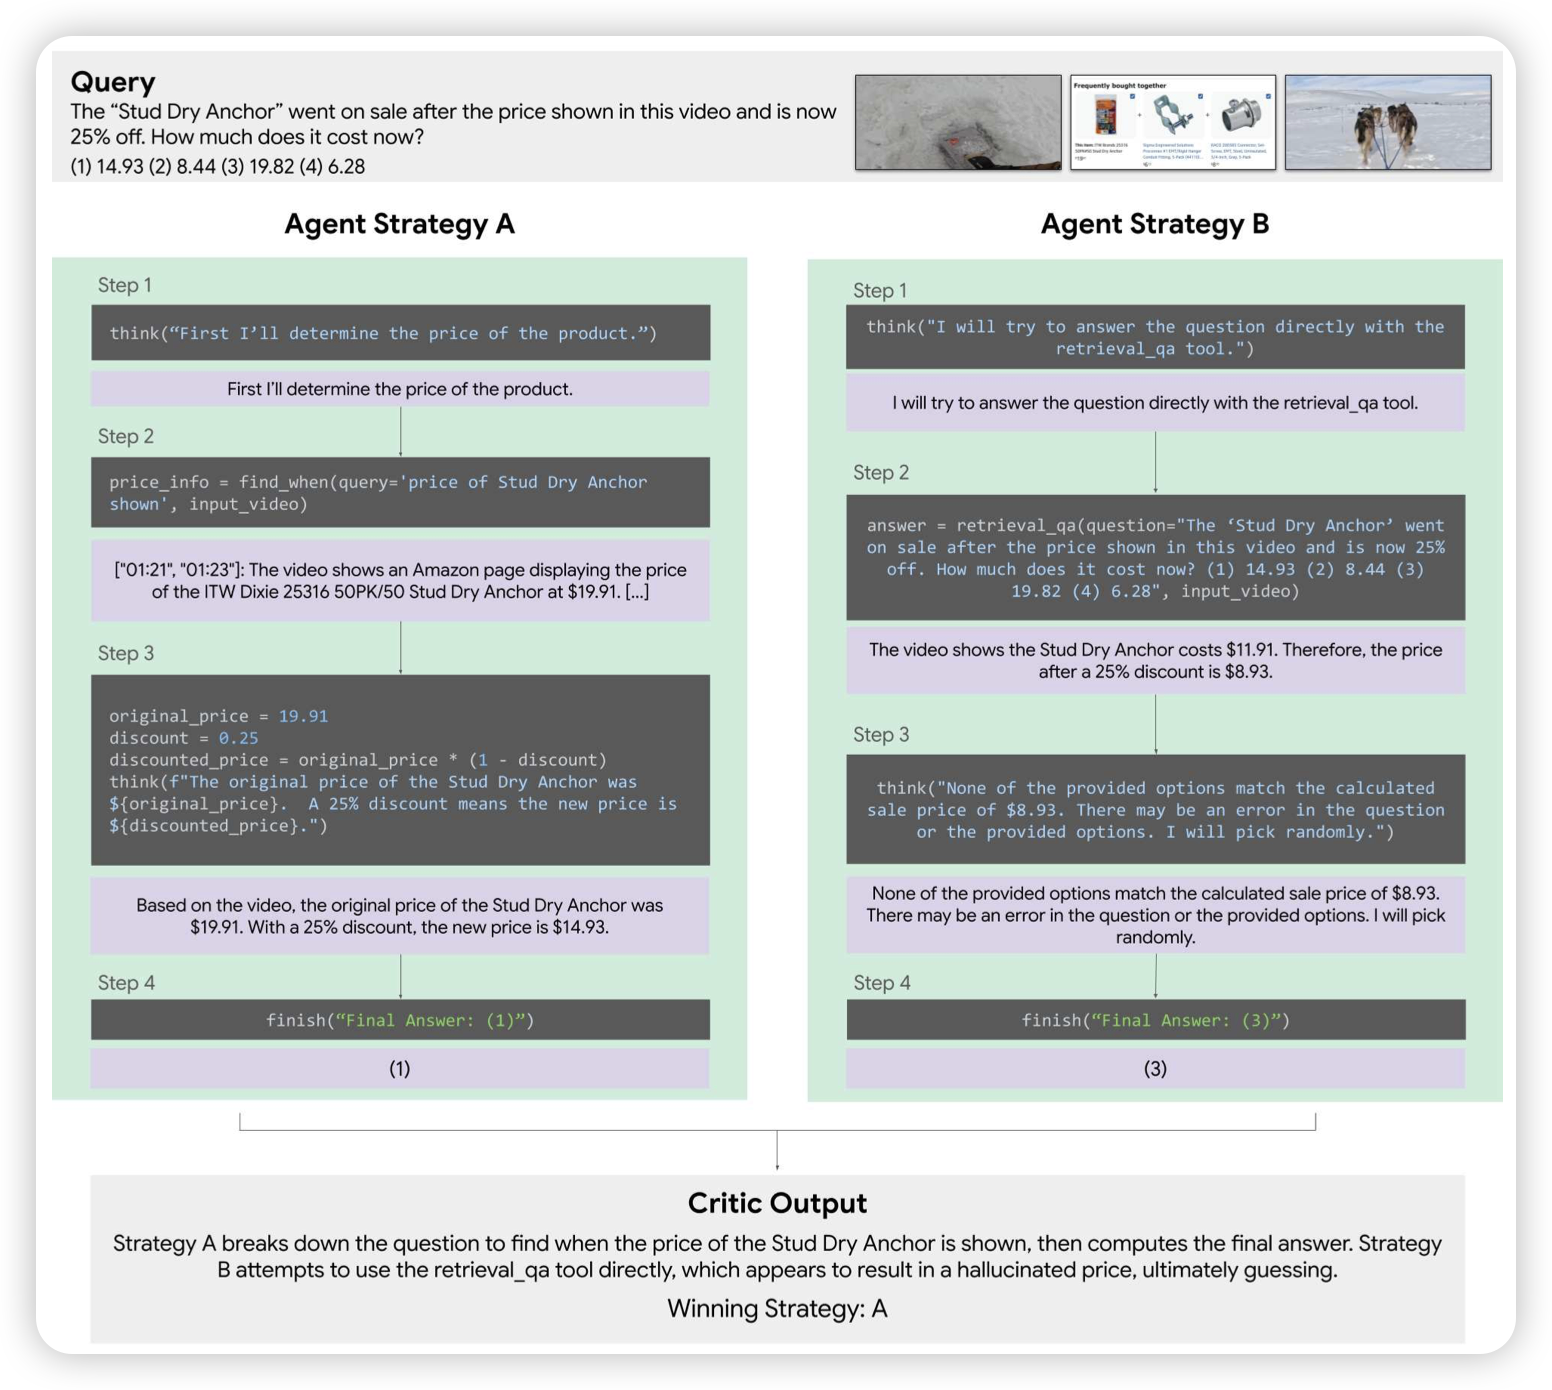 Query
The “Stud Dry Anchor” went on sale after the price shown in this video and is now
25% off. How much does it cost now?
(1) 14.93 (2) 8.44 (3) 19.82 (4) 6.28
Frequently bought together
Agent Strategy A
Step 1
think(“First I’ll determine the price of the product.”)
First I’ll determine the price of the product.
Step 2
price_info = find_when(query='price of Stud Dry Anchor
shown', input_video)
["01:21", "01:23"]: The video shows an Amazon page displaying the price
of the ITW Dixie 25316 50PK/50 Stud Dry Anchor at $19.91. [...]
Step 3
original_price = 19.91
discount = 0.25
discounted_price = original_price * (1 - discount)
think(f"The original price of the Stud Dry Anchor was
${original_price}.  A 25% discount means the new price is
${discounted_price}.")
Based on the video, the original price of the Stud Dry Anchor was
$19.91. With a 25% discount, the new price is $14.93.
Step 4
finish(“Final Answer: (1)”)
(1)
Agent Strategy B
Step 1
think("I will try to answer the question directly with the
retrieval_qa tool.")
I will try to answer the question directly with the retrieval_qa tool.
Step 2
answer = retrieval_qa(question="The ‘Stud Dry Anchor’ went
on sale after the price shown in this video and is now 25%
off. How much does it cost now? (1) 14.93 (2) 8.44 (3)
19.82 (4) 6.28", input_video)
The video shows the Stud Dry Anchor costs $11.91. Therefore, the price
after a 25% discount is $8.93.
Step 3
think("None of the provided options match the calculated
sale price of $8.93. There may be an error in the question
or the provided options. I will pick randomly.")
None of the provided options match the calculated sale price of $8.93.
There may be an error in the question or the provided options. I will pick
randomly.
Step 4
finish(“Final Answer: (3)”)
(3)
Critic Output
Strategy A breaks down the question to find when the price of the Stud Dry Anchor is shown, then computes the final answer. Strategy
B attempts to use the retrieval_qa tool directly, which appears to result in a hallucinated price, ultimately guessing.
Winning Strategy: A